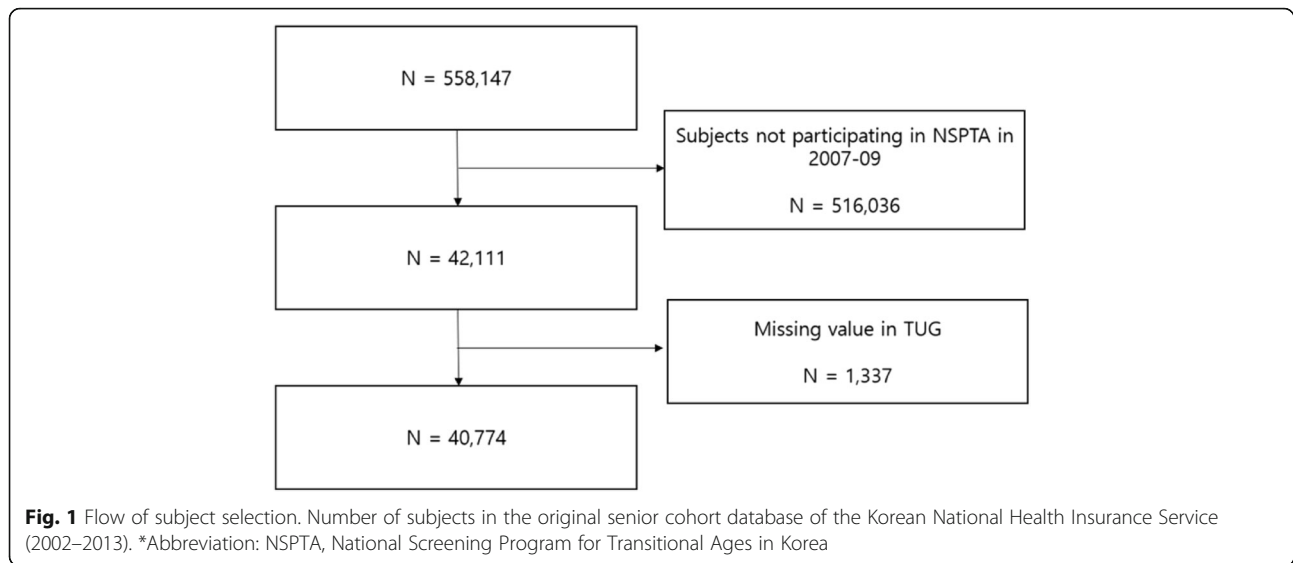 N = 558,147
Subjects not participating in NSPTA in
2007-09
N = 516,036
N = 42,111
Missing value in TUG
N = 1,337
N = 40,774
Fig. 1 Flow of subject selection. Number of subjects in the original senior cohort database of the Korean National Health Insurance Service
(2002–2013). *Abbreviation: NSPTA, National Screening Program for Transitional Ages in Korea